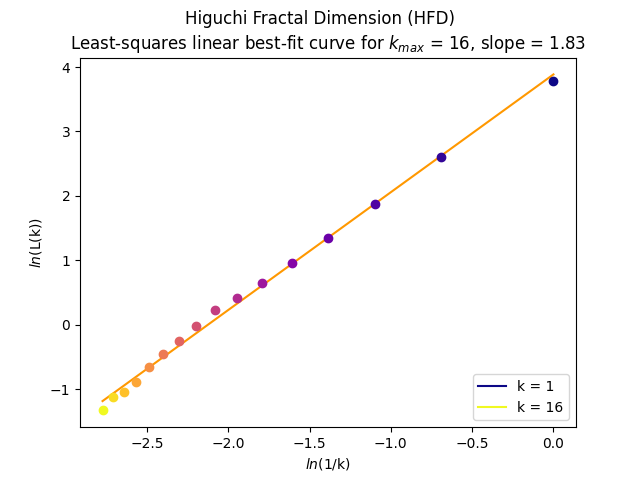 Higuchi Fractal Dimension (HFD)
Least-squares linear best-fit curve for kmax = 16, slope = 1.83
4
3
2
1
0
−1
ln(L(k))
−2.5
−2.0
−1.5
−1.0
−0.5
0.0
ln(1/k)
k = 1
k = 16